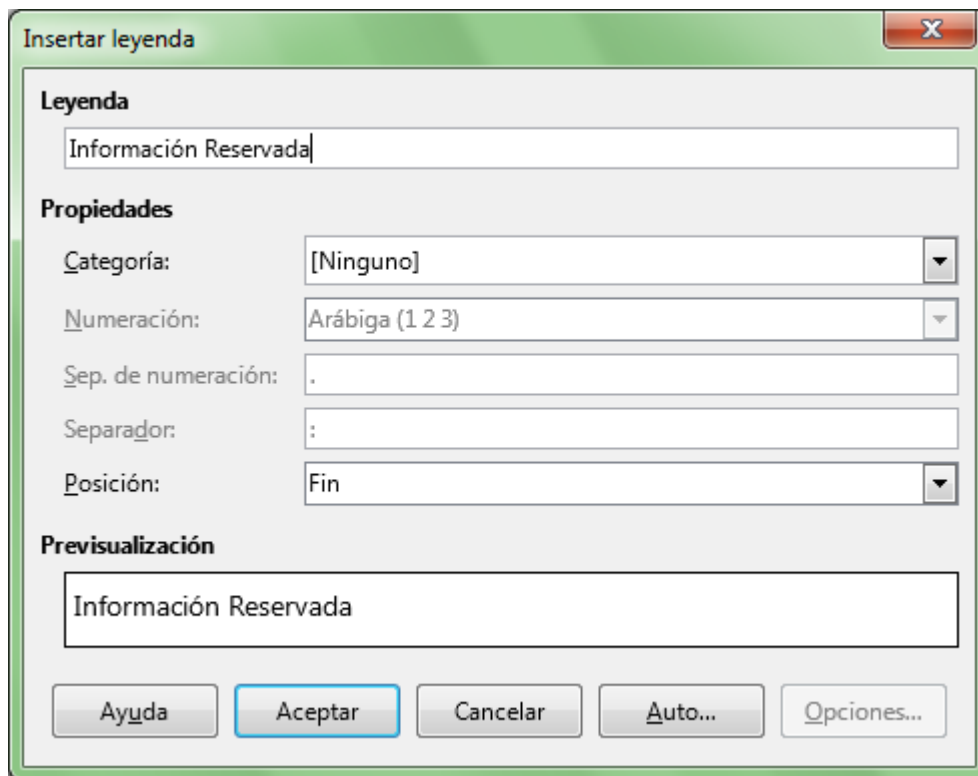 Insertar leyenda
Leyenda
Información Reservada
Propiedades
Categoría: [Ninguno]
Numeración: Arábiga (1 2 3)
Sep. de numeración: .
Separador: :
Posición: Fin
Previsualización
Información Reservada
Ayuda Aceptar Cancelar Auto... Opciones...